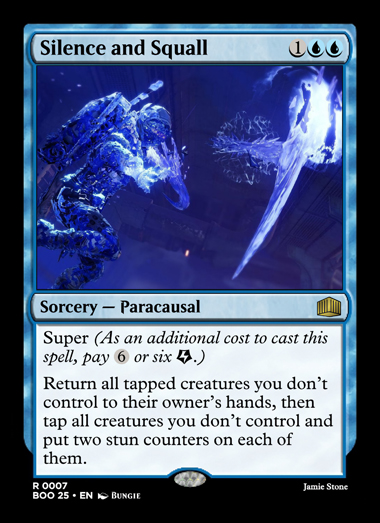 Silence and Squall 1
Sorcery — Paracausal
Super (As an additional cost to cast this
spell, pay 6 or six .)
Return all tapped creatures you don't
control to their owner's hands, then
tap all creatures you don't control and
put two stun counters on each of
them.
R 0007
BOO 25 • EN BUNGIE
Jamie Stone